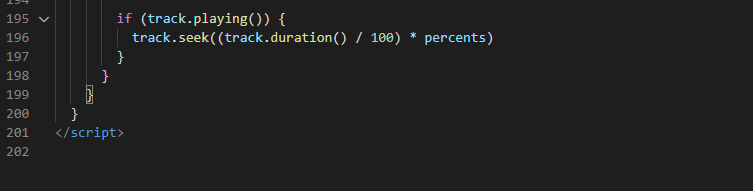 194
195 if (track.playing()) {
196 track.seek((track.duration() / 100) * percents)
197 }
198 }
199 }
200 }
201 </script>
202